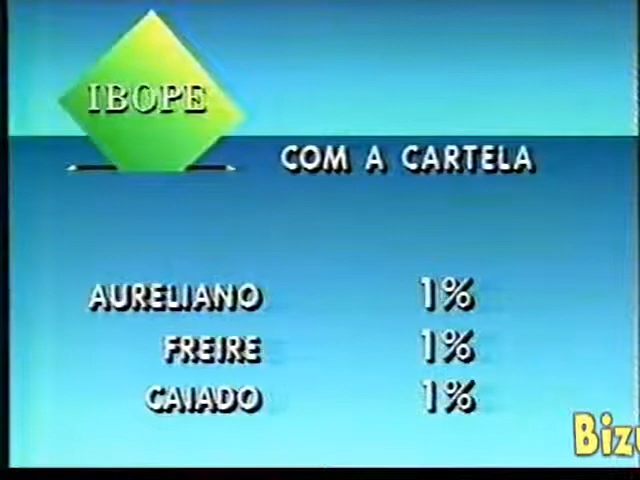 IBOPE
COM A CARTELA
AURELIANO 1%
FREIRE 1%
CAIADO 1%